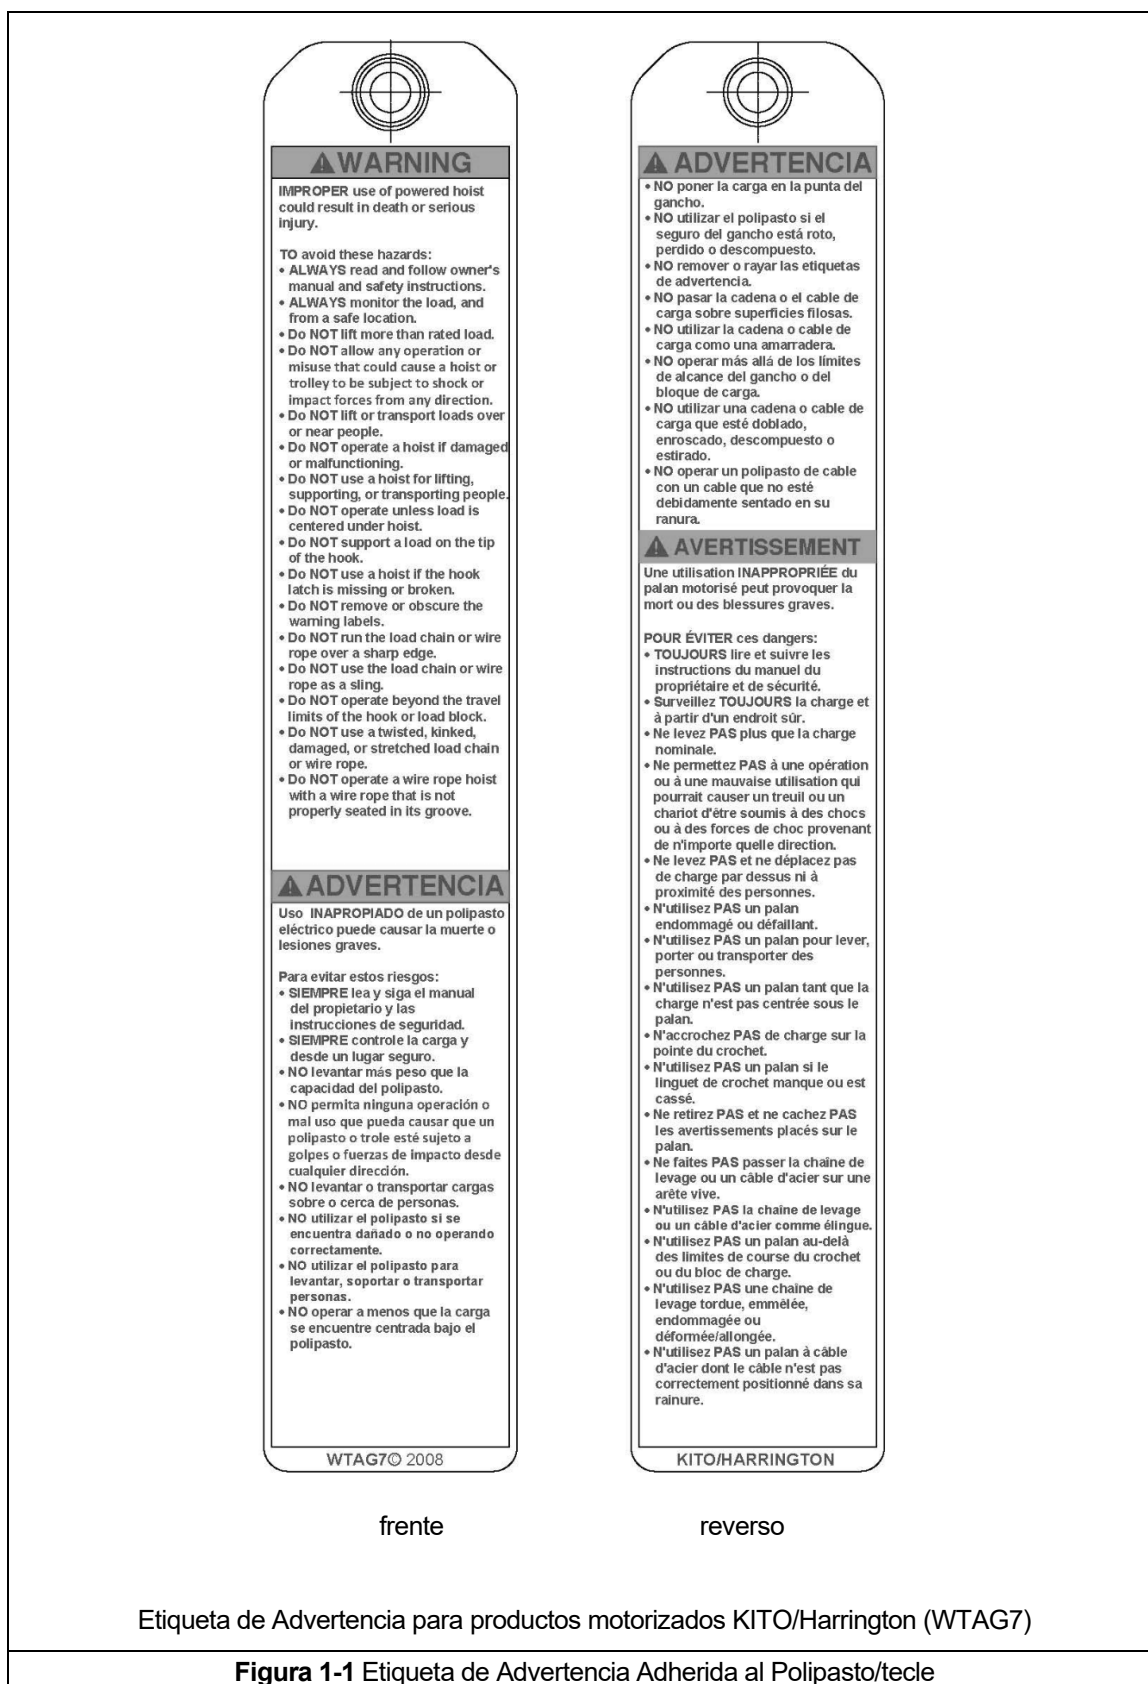 WARNING
IMPROPER use of powered hoist
could result in death or serious
injury.
TO avoid these hazards:
• ALWAYS read and follow owner's
manual and safety instructions.
• ALWAYS monitor the load, and
from a safe location.
• Do NOT lift more than rated load.
• Do NOT allow any operation or
misuse that could cause a hoist or
trolley to be subject to shock or
impact forces from any direction.
• Do NOT lift or transport loads over
or near people.
• Do NOT operate a hoist if damaged
or malfunctioning.
• Do NOT use a hoist for lifting,
supporting, or transporting people.
• Do NOT operate unless load is
centered under hoist.
• Do NOT support a load on the tip
of the hook.
• Do NOT use a hoist if the hook
latch is missing or broken.
• Do NOT remove or obscure the
warning labels.
• Do NOT run the load chain or wire
rope over a sharp edge.
• Do NOT use the load chain or wire
rope as a sling.
• Do NOT operate beyond the travel
limits of the hook or load block.
• Do NOT use a twisted, kinked,
damaged, or stretched load chain
or wire rope.
• Do NOT operate a wire rope hoist
with a wire rope that is not
properly seated in its groove.
ADVERTENCIA
Uso INAPROPIADO de un polipasto
eléctrico puede causar la muerte o
lesiones graves.
Para evitar estos riesgos:
• SIEMPRE lea y siga el manual
del propietario y las
instrucciones de seguridad.
• SIEMPRE controle la carga y
desde un lugar seguro.
• NO levantar más peso que la
capacidad del polipasto.
• NO permita ninguna operación o
mal uso que pueda causar que un
polipasto o trole esté sujeto a
golpes o fuerzas de impacto desde
cualquier dirección.
• NO levantar o transportar cargas
sobre o cerca de personas.
• NO utilizar el polipasto si se
encuentra dañado o no operando
correctamente.
• NO utilizar el polipasto para
levantar, soportar o transportar
personas.
• NO operar a menos que la carga
se encuentre centrada bajo el
polipasto.
WTAG7© 2008
ADVERTENCIA
• NO poner la carga en la punta del
gancho.
• NO utilizar el polipasto si el
seguro del gancho está roto,
perdido o descompuesto.
• NO remover o rayar las etiquetas
de advertencia.
• NO pasar la cadena o el cable de
carga sobre superficies filosas.
• NO utilizar la cadena o cable de
carga como una amarradera.
• NO operar más allá de los límites
de alcance del gancho o del
bloque de carga.
• NO utilizar una cadena o cable de
carga que esté doblado,
enroscado, descompuesto o
estirado.
• NO operar un polipasto de cable
con un cable que no esté
debidamente sentado en su
ranura.
AVERTISSEMENT
Une utilisation INAPPROPRIÉE du
palan motorisé peut provoquer la
mort ou des blessures graves.
POUR ÉVITER ces dangers:
• TOUJOURS lire et suivre les
instructions du manuel du
propriétaire et de sécurité.
• Surveillez TOUJOURS la charge et
à partir d'un endroit sûr.
• Ne levez PAS plus que la charge
nominale.
• Ne permettez PAS à une opération
ou à une mauvaise utilisation qui
pourrait causer un treuil ou un
chariot d'être soumis à des chocs
ou à des forces de choc provenant
de n'importe quelle direction.
• Ne levez PAS et ne déplacez pas
de charge par dessus ni à
proximité des personnes.
• N'utilisez PAS un palan
endommagé ou défaillant.
• N'utilisez PAS un palan pour lever,
porter ou transporter des
personnes.
• N'utilisez PAS un palan tant que la
charge n'est pas centrée sous le
palan.
• N'accrochez PAS de charge sur la
pointe du crochet.
• N'utilisez PAS un palan si le
linguet de crochet manque ou est
cassé.
• Ne retirez PAS et ne cachez PAS
les avertissements placés sur le
palan.
• Ne faites PAS passer la chaîne de
levage ou un câble d'acier sur une
arête vive.
• N'utilisez PAS la chaîne de levage
ou un câble d'acier comme élingue.
• N'utilisez PAS un palan au-delà
des limites de course du crochet
ou du bloc de charge.
• N'utilisez PAS une chaîne de
levage tordue, emmêlée,
endommagée ou
déformée/allongée.
• N'utilisez PAS un palan à câble
d'acier dont le câble n'est pas
correctement positionné dans sa
rainure.
KITO/HARRINGTON
frente
reverso
Etiqueta de Advertencia para productos motorizados KITO/Harrington (WTAG7)
Figura 1-1 Etiqueta de Advertencia Adherida al Polipasto/tecle